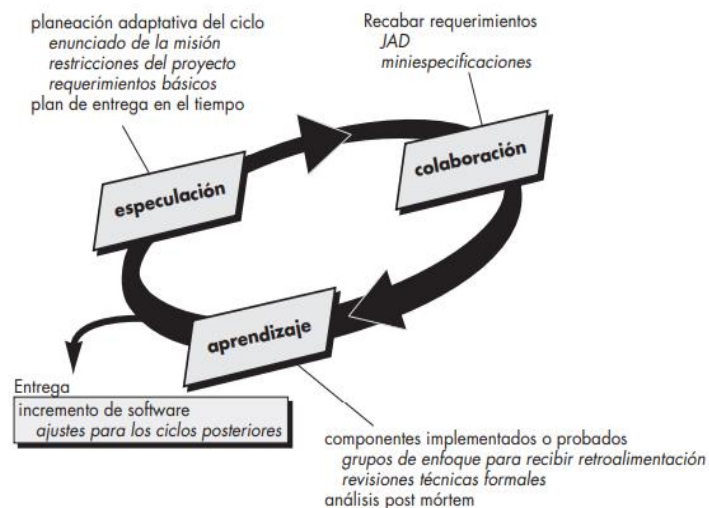 planeación adaptativa del ciclo
enunciado de la misión
restricciones del proyecto
requerimientos básicos
plan de entrega en el tiempo
Recabar requerimientos
JAD
miniespecificaciones
especulación
colaboración
aprendizaje
Entrega
incremento de software
ajustes para los ciclos posteriores
componentes implementados o probados
grupos de enfoque para recibir retroalimentación
revisiones técnicas formales
análisis post mórtem